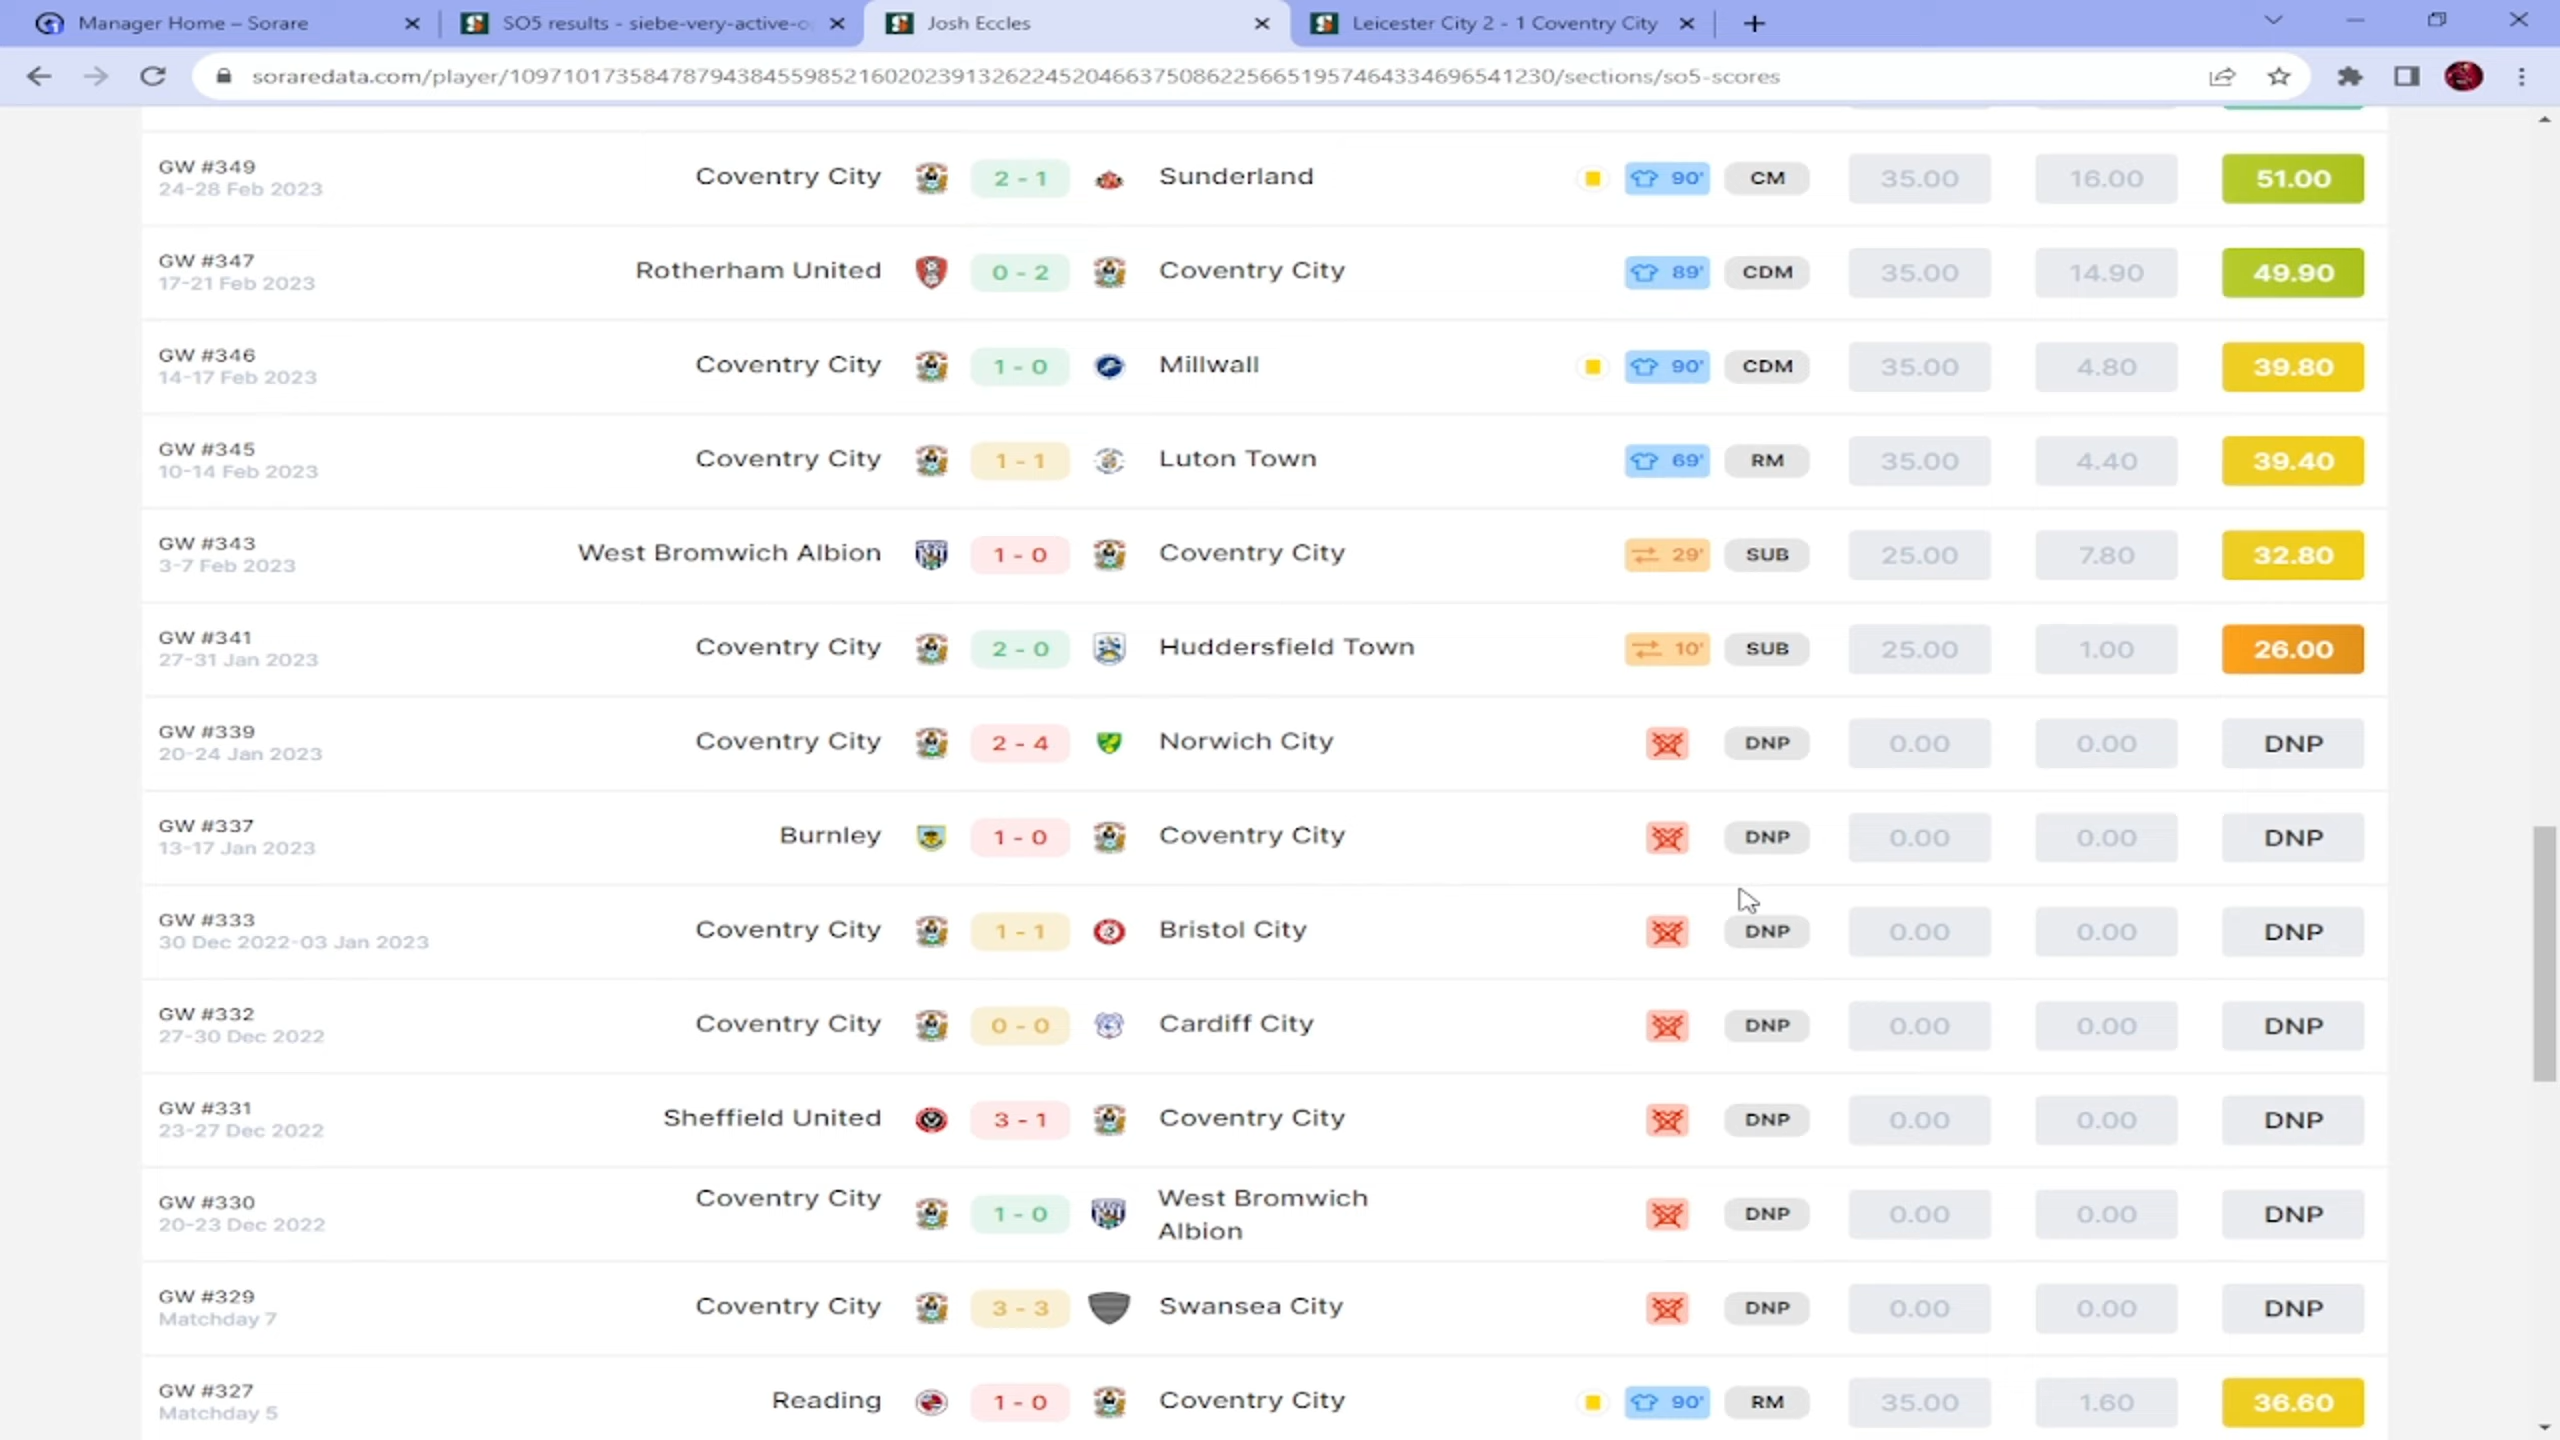 Manager Home – Sorare
SO5 results - siebe-very-active-o
Josh Eccles
Leicester City 2 - 1 Coventry City
soraredata.com/player/109710173584787943845598521602023913262245204663750862256651957464334696541230/sections/so5-scores
GW #349 Coventry City 2 - 1 Sunderland 90' CM 35.00 16.00 51.00
24-28 Feb 2023
GW #347 Rotherham United 0 - 2 Coventry City 89' CDM 35.00 14.90 49.90
17-21 Feb 2023
GW #346 Coventry City 1 - 0 Millwall 90' CDM 35.00 4.80 39.80
14-17 Feb 2023
GW #345 Coventry City 1 - 1 Luton Town 69' RM 35.00 4.40 39.40
10-14 Feb 2023
GW #343 West Bromwich Albion 1 - 0 Coventry City 29' SUB 25.00 7.80 32.80
3-7 Feb 2023
GW #341 Coventry City 2 - 0 Huddersfield Town 10' SUB 25.00 1.00 26.00
27-31 Jan 2023
GW #339 Coventry City 2 - 4 Norwich City DNP 0.00 0.00 DNP
20-24 Jan 2023
GW #337 Burnley 1 - 0 Coventry City DNP 0.00 0.00 DNP
13-17 Jan 2023
GW #333 Coventry City 1 - 1 Bristol City DNP 0.00 0.00 DNP
30 Dec 2022-03 Jan 2023
GW #332 Coventry City 0 - 0 Cardiff City DNP 0.00 0.00 DNP
27-30 Dec 2022
GW #331 Sheffield United 3 - 1 Coventry City DNP 0.00 0.00 DNP
23-27 Dec 2022
GW #330 Coventry City 1 - 0 West Bromwich Albion DNP 0.00 0.00 DNP
20-23 Dec 2022
GW #329 Coventry City 3 - 3 Swansea City DNP 0.00 0.00 DNP
Matchday 7
GW #327 Reading 1 - 0 Coventry City 90' RM 35.00 1.60 36.60
Matchday 5